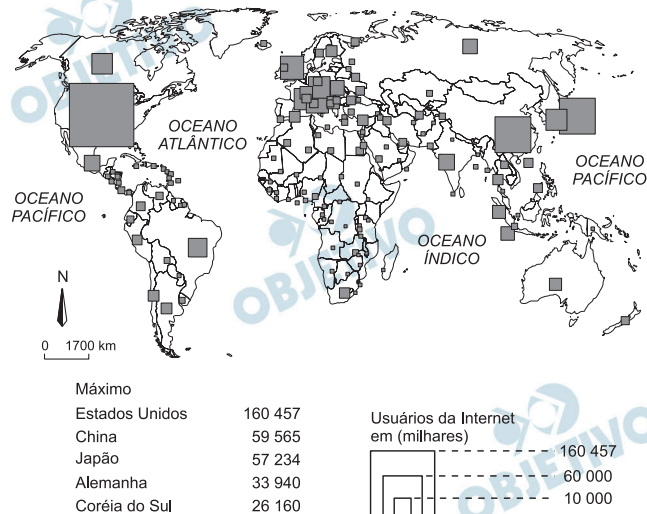 OBJETIVO
OCEANO
ATLÂNTICO
OCEANO
PACÍFICO
OCEANO
PACÍFICO
OCEANO
ÍNDICO
OBJETIVO
N
0 1700 km
Máximo
Estados Unidos 160 457
China 59 565
Japão 57 234
Alemanha 33 940
Coréia do Sul 26 160
Usuários da Internet
em (milhares)
160 457
60 000
10 000
OBJETIVO